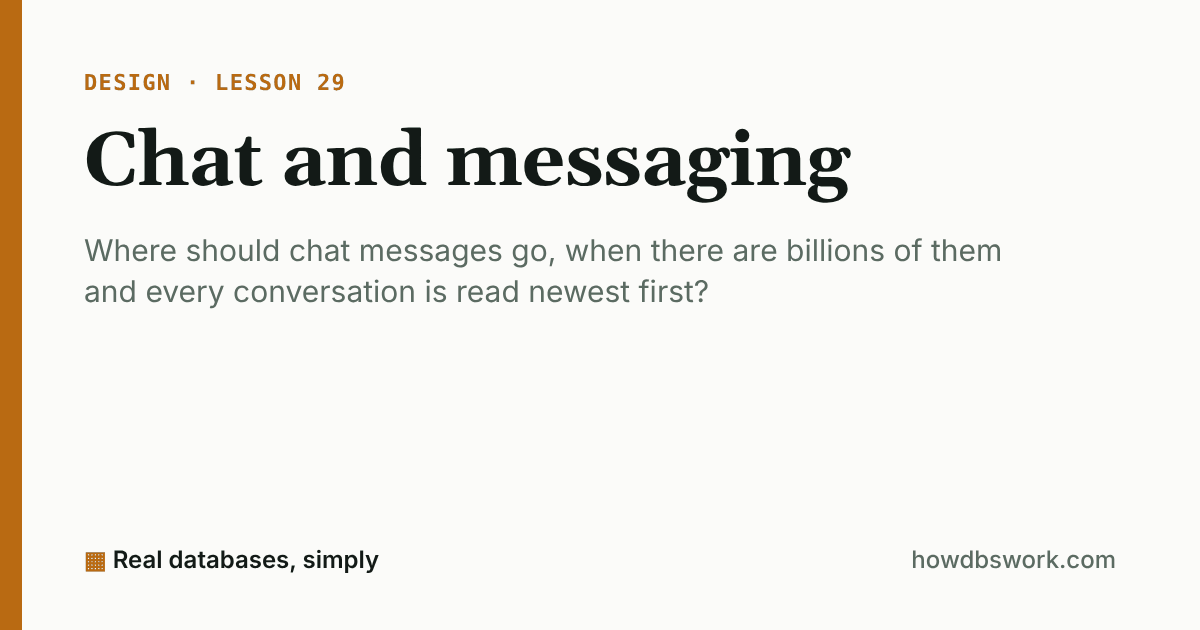 DESIGN · LESSON 29
Chat and messaging
Where should chat messages go, when there are billions of them
and every conversation is read newest first?
Real databases, simply
howdbswork.com